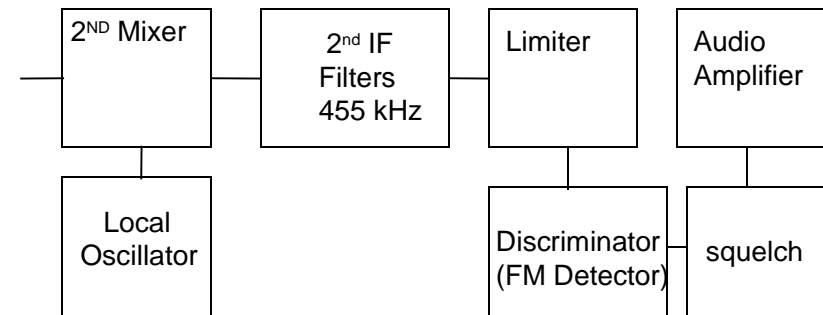 2ND Mixer
2nd IF
Filters
455 kHz
Limiter
Audio
Amplifier
Local
Oscillator
Discriminator
(FM Detector)
squelch